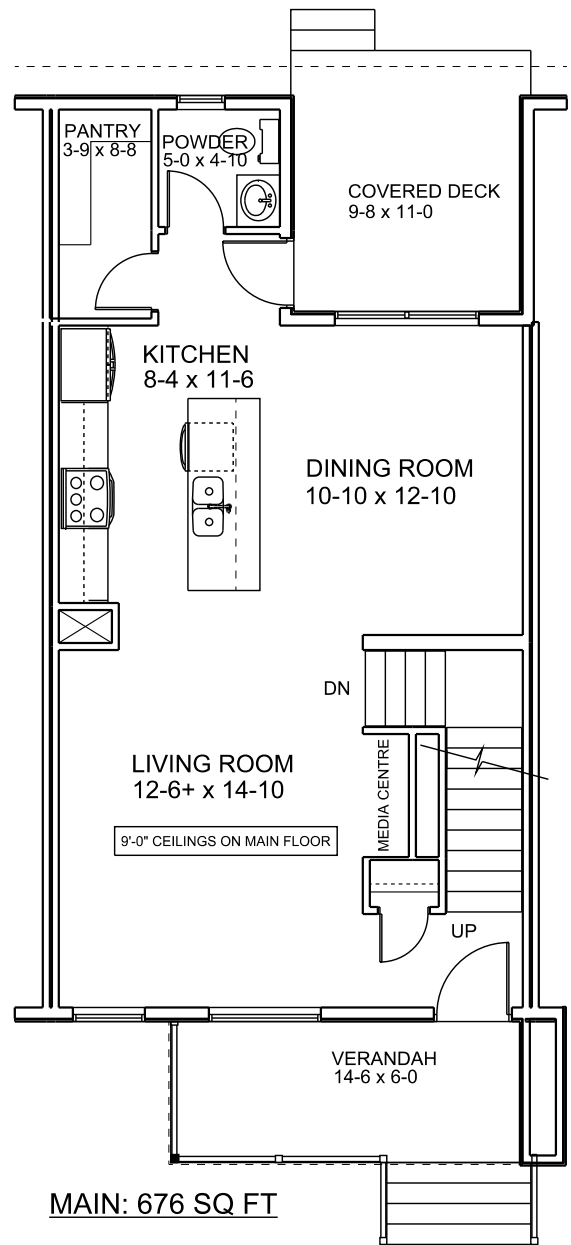 PANTRY
3-9 x 8-8
POWDER
5-0 x 4-10
COVERED DECK
9-8 x 11-0
KITCHEN
8-4 x 11-6
DINING ROOM
10-10 x 12-10
DN
LIVING ROOM
12-6+ x 14-10
MEDIA CENTRE
9'-0" CEILINGS ON MAIN FLOOR
UP
VERANDAH
14-6 x 6-0
MAIN: 676 SQ FT